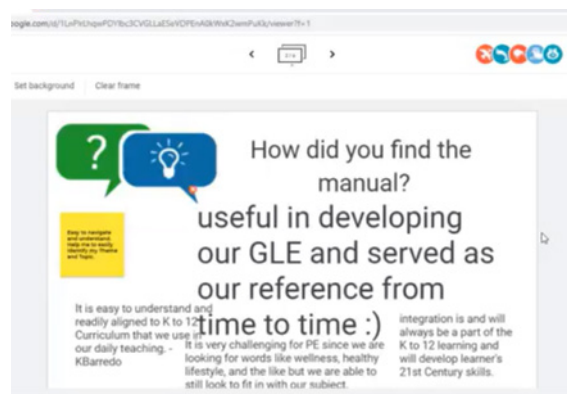 Set background Clear frame
?
How did you find the
manual?
useful in developing
our GLE and served as
our reference from
time to time :)
Easy to navigate
and understand.
Help me to easily
identify my Theme
and Topic.
It is easy to understand and
readily aligned to K to 12
Curriculum that we use in
our daily teaching. -
KBarredo
It is very challenging for PE since we are
looking for words like wellness, healthy
lifestyle, and the like but we are able to
still look to fit in with our subject.
integration is and will
always be a part of the
K to 12 learning and
will develop learner's
21st Century skills.